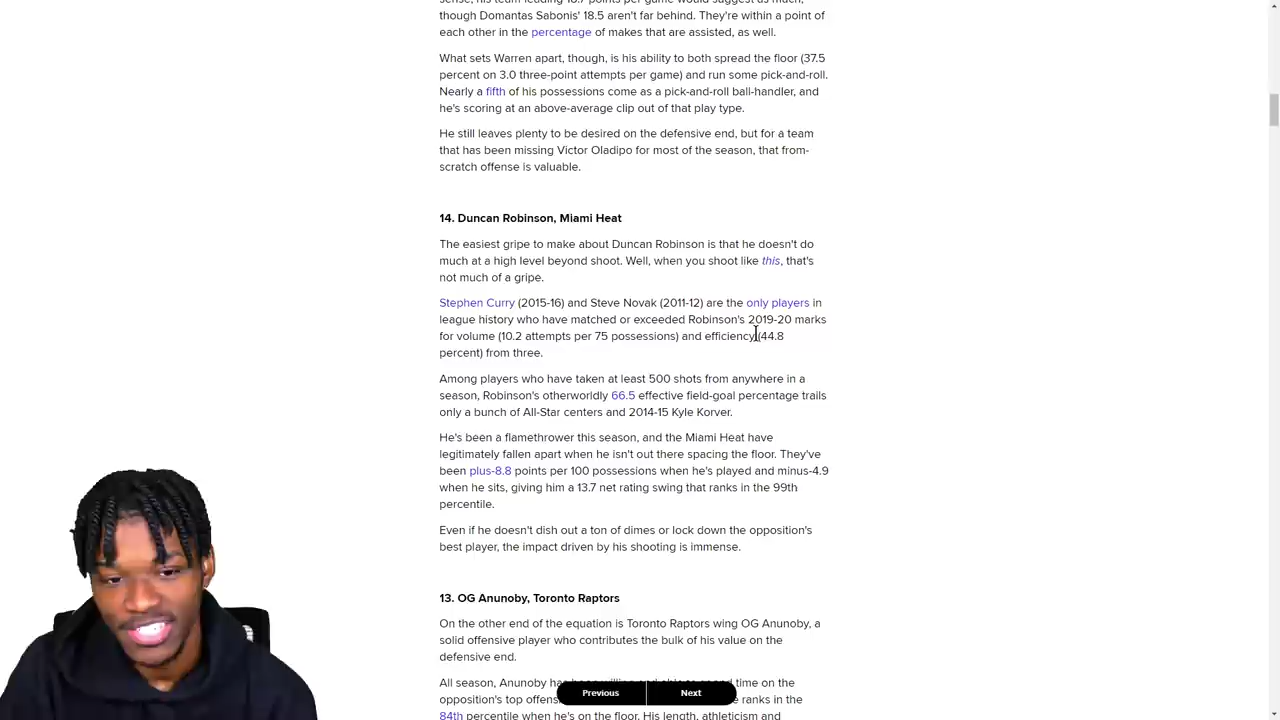 though Domantas Sabonis' 18.5 aren't far behind. They're within a point of
each other in the percentage of makes that are assisted, as well.
What sets Warren apart, though, is his ability to both spread the floor (37.5
percent on 3.0 three-point attempts per game) and run some pick-and-roll.
Nearly a fifth of his possessions come as a pick-and-roll ball-handler, and
he's scoring at an above-average clip out of that play type.
He still leaves plenty to be desired on the defensive end, but for a team
that has been missing Victor Oladipo for most of the season, that from-
scratch offense is valuable.
14. Duncan Robinson, Miami Heat
The easiest gripe to make about Duncan Robinson is that he doesn't do
much at a high level beyond shoot. Well, when you shoot like this, that's
not much of a gripe.
Stephen Curry (2015-16) and Steve Novak (2011-12) are the only players in
league history who have matched or exceeded Robinson's 2019-20 marks
for volume (10.2 attempts per 75 possessions) and efficiency (44.8
percent) from three.
Among players who have taken at least 500 shots from anywhere in a
season, Robinson's otherworldly 66.5 effective field-goal percentage trails
only a bunch of All-Star centers and 2014-15 Kyle Korver.
He's been a flamethrower this season, and the Miami Heat have
legitimately fallen apart when he isn't out there spacing the floor. They've
been plus-8.8 points per 100 possessions when he's played and minus-4.9
when he sits, giving him a 13.7 net rating swing that ranks in the 99th
percentile.
Even if he doesn't dish out a ton of dimes or lock down the opposition's
best player, the impact driven by his shooting is immense.
13. OG Anunoby, Toronto Raptors
On the other end of the equation is Toronto Raptors wing OG Anunoby, a
solid offensive player who contributes the bulk of his value on the
defensive end.
All season, Anunoby has time on the
opposition's top ranks in the
84th percentile when he's on the floor. His length, athleticism and
Previous Next